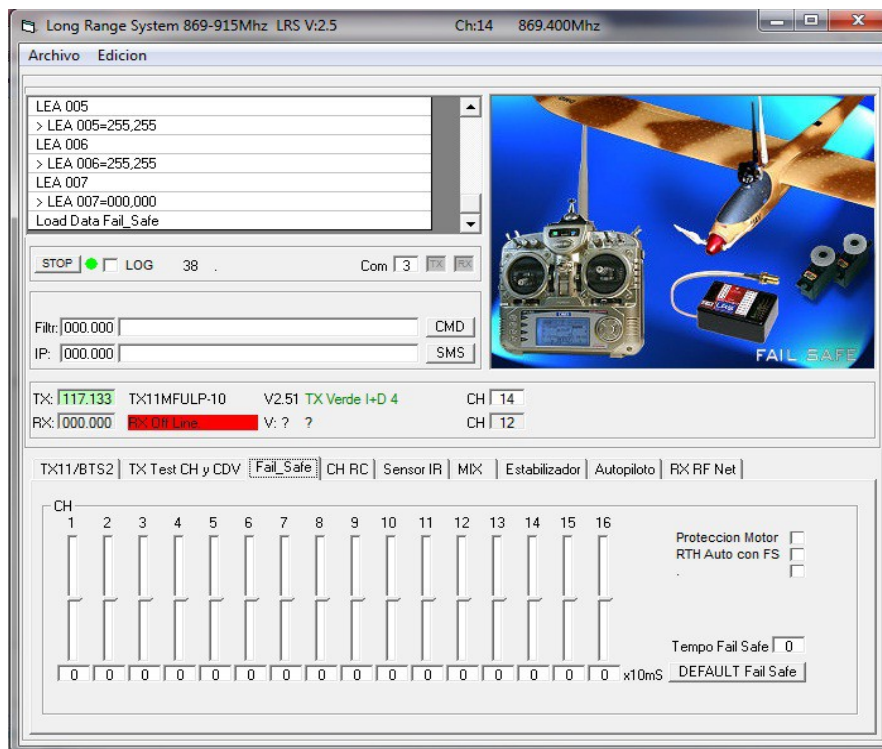 Long Range System 869-915Mhz LRS V:2.5 Ch:14 869.400Mhz
Archivo Edicion
LEA 005
> LEA 005=255,255
LEA 006
> LEA 006=255,255
LEA 007
> LEA 007=000,000
Load Data Fail_Safe
STOP LOG 38 . Com 3 TX RX
Filtr: 000.000 CMD
IP: 000.000 SMS
FAIL SAFE
TX: 117.133 TX11MFULP-10 V2.51 TX Verde I+D 4 CH 14
RX: 000.000 RX Off Line V: ? ? CH 12
TX11/BTS2 TX Test CH y CDV Fail_Safe CH RC Sensor IR MIX Estabilizador Autopiloto RX RF Net
CH
1 2 3 4 5 6 7 8 9 10 11 12 13 14 15 16
Proteccion Motor
RTH Auto con FS
.
Tempo Fail Safe 0
0 0 0 0 0 0 0 0 0 0 0 0 0 0 0 0 x10mS
DEFAULT Fail Safe